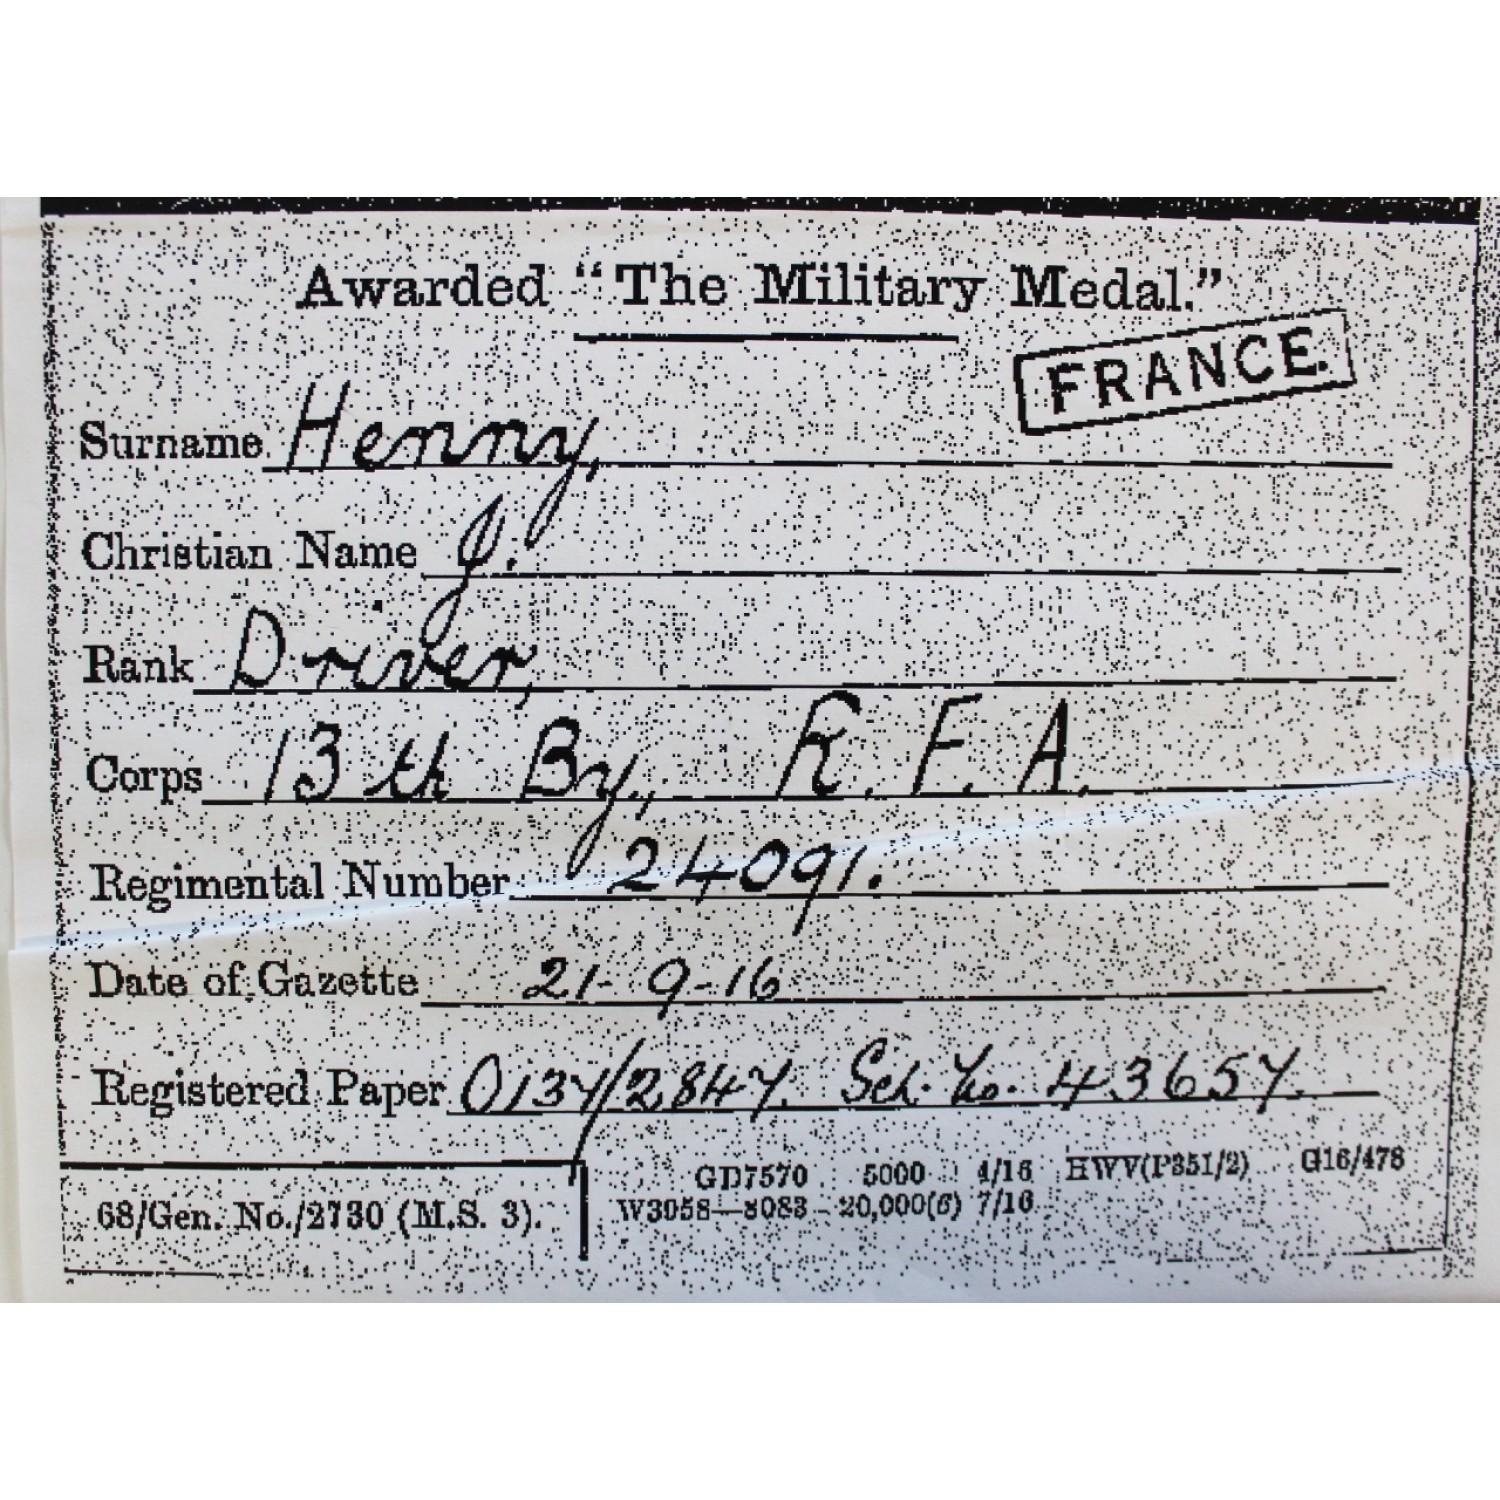 Awarded "The Military Medal."
FRANCE.
Surname Henny,
Christian Name J.
Rank Driver,
Corps 13th By., R. F. A.
Regimental Number 24091.
Date of Gazette 21-9-16
Registered Paper 0137/2847. Sch. No. 43657.
68/Gen. No./2730 (M.S. 3).
GD7570 5000 4/16 HWV(P351/2) G16/478
W3058—8083 20,000(6) 7/16